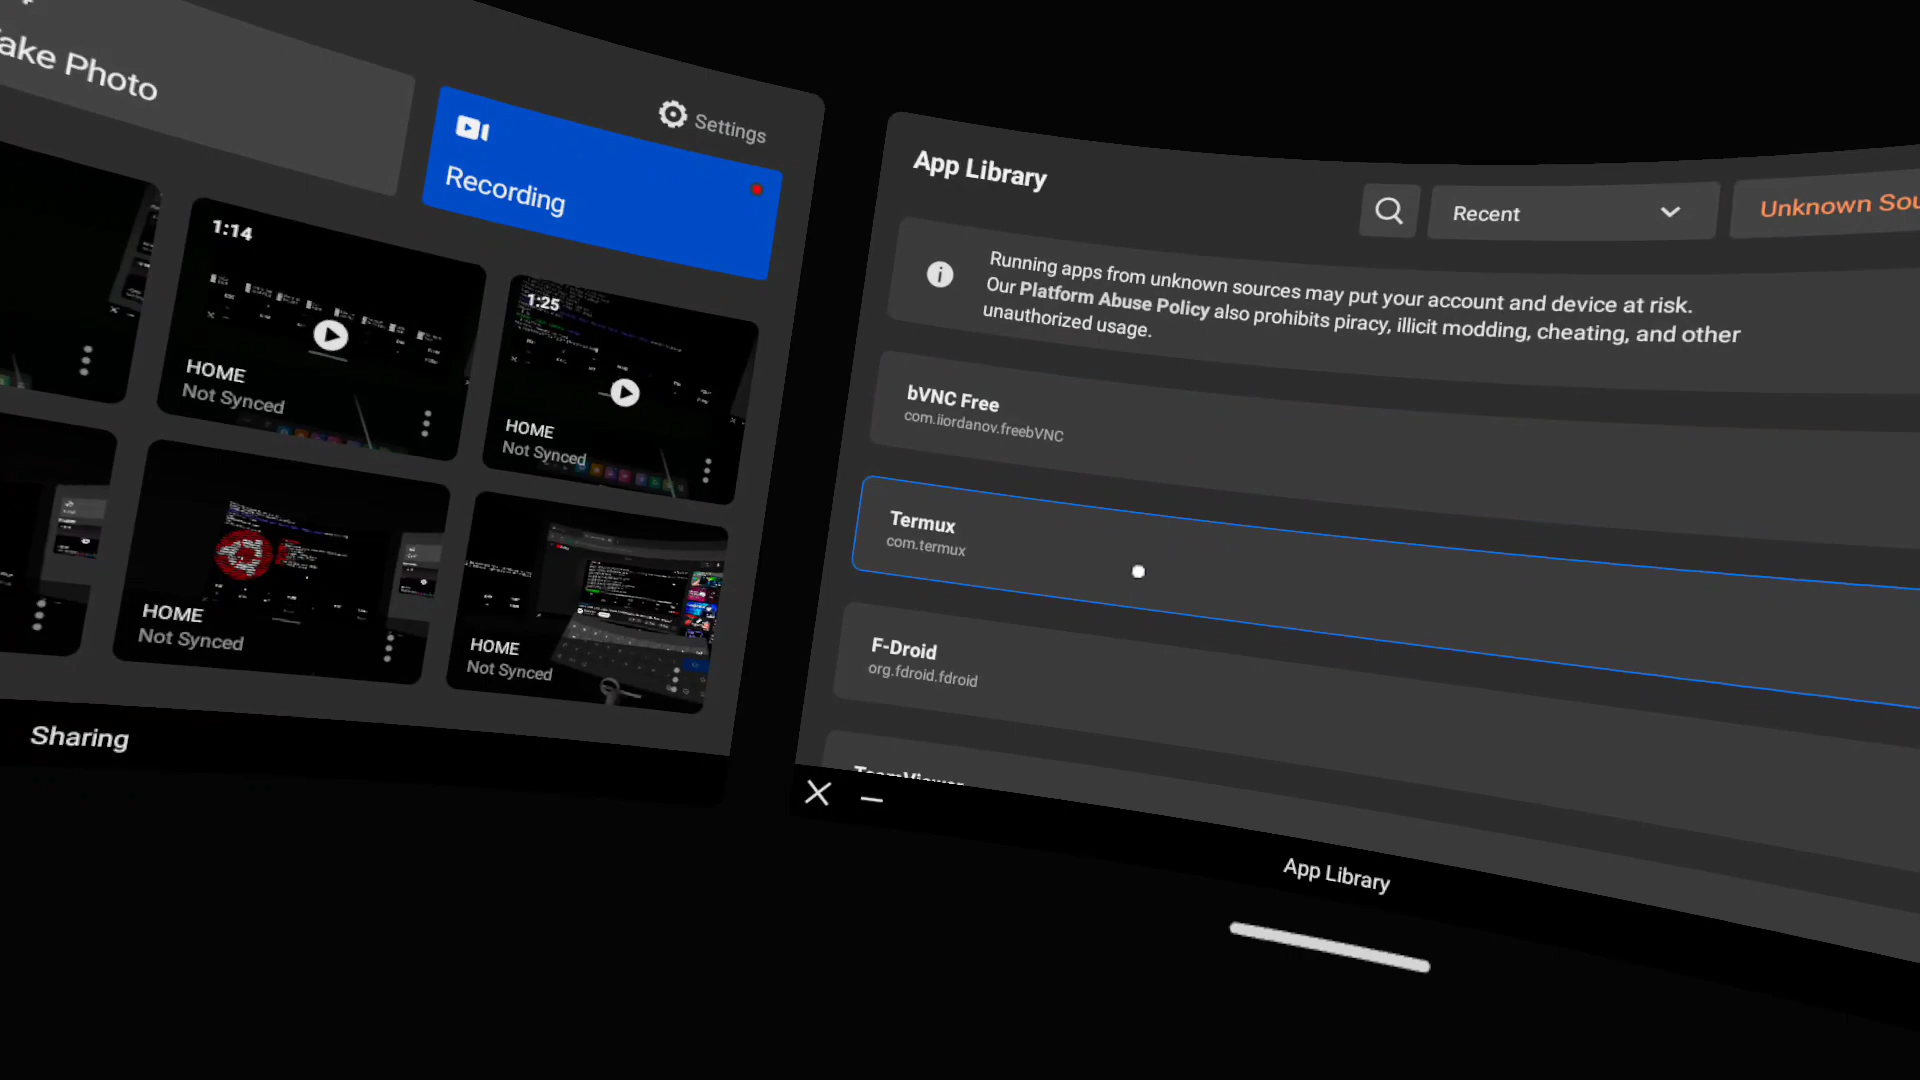 ake Photo
Settings
Recording
1:14
HOME
Not Synced
1:25
HOME
Not Synced
HOME
Not Synced
HOME
Not Synced
Sharing
App Library
Recent
Unknown Sou
Running apps from unknown sources may put your account and device at risk.
Our Platform Abuse Policy also prohibits piracy, illicit modding, cheating, and other
unauthorized usage.
bVNC Free
com.iiordanov.freebVNC
Termux
com.termux
F-Droid
org.fdroid.fdroid
TeamViewer
App Library